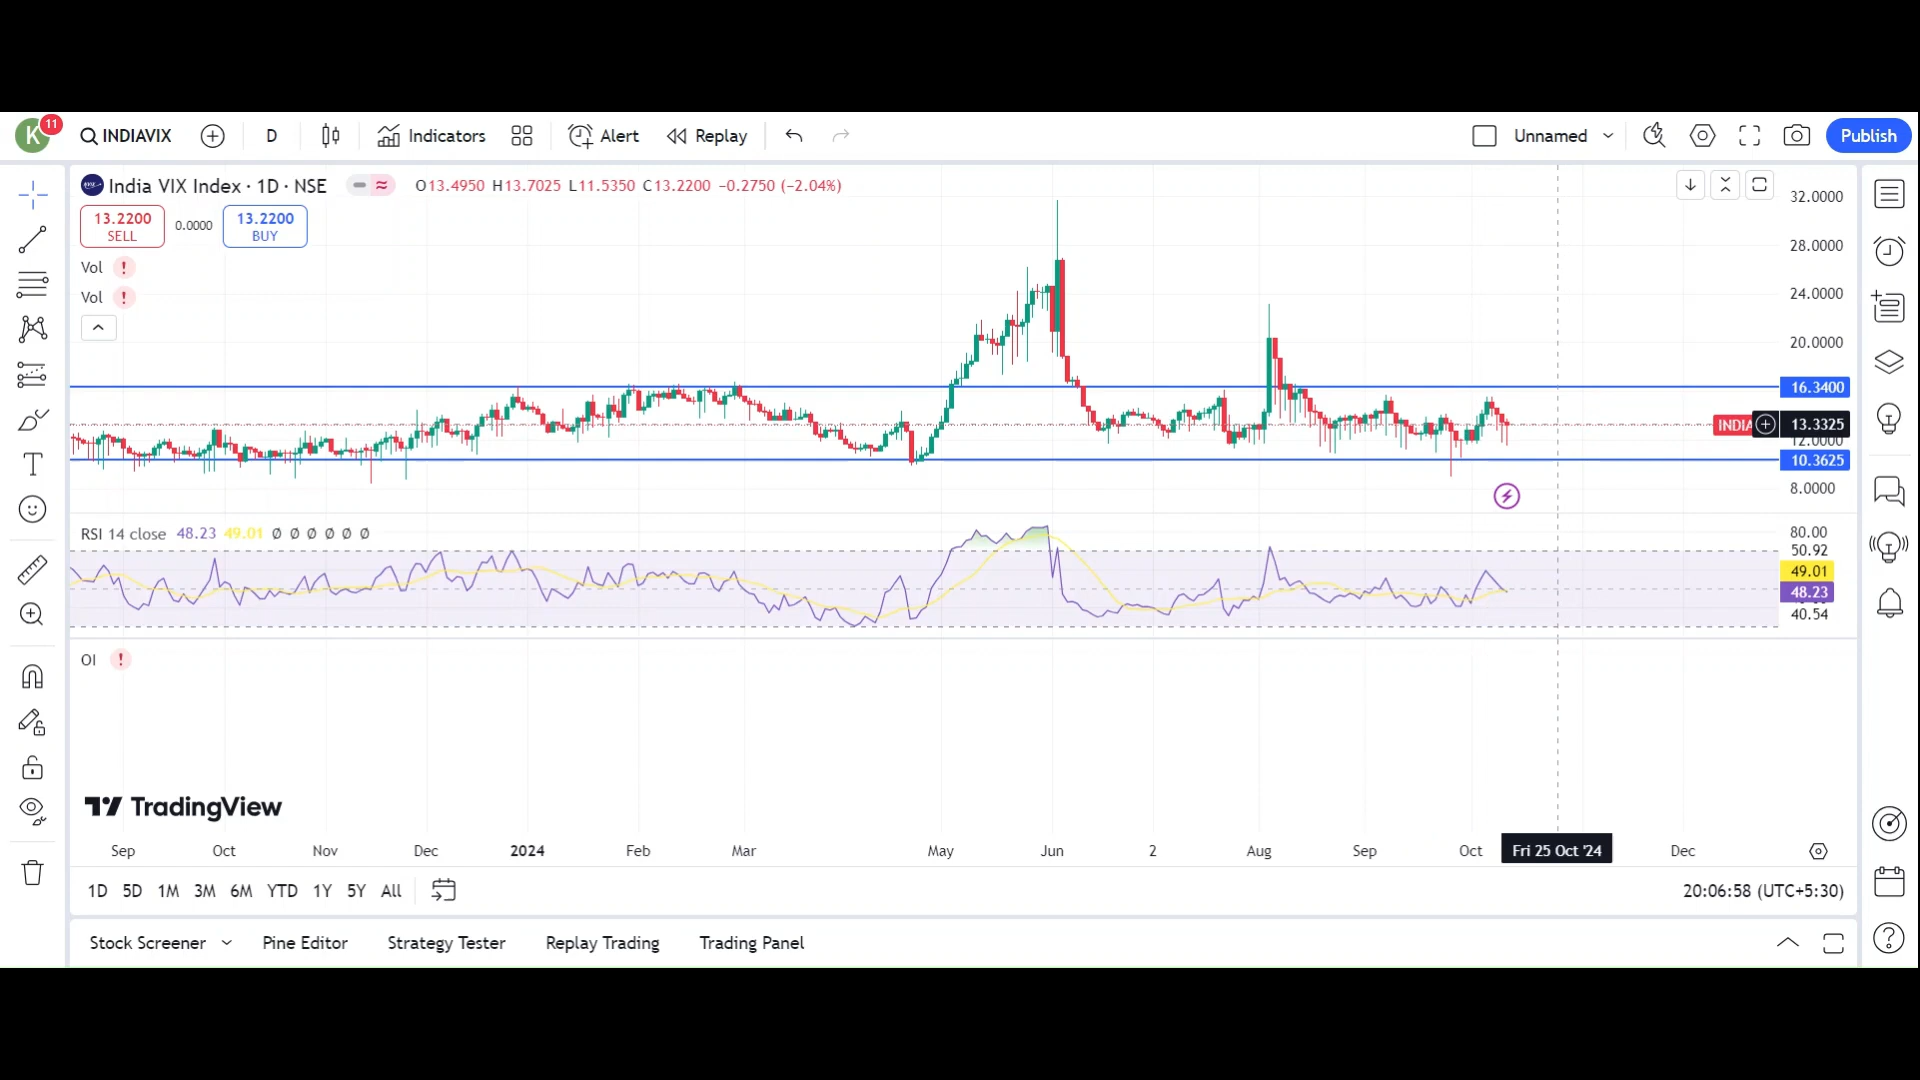 K 11 INDIAVIX D Indicators Alert Replay Unnamed Publish
India VIX Index · 1D · NSE O13.4950 H13.7025 L11.5350 C13.2200 −0.2750 (−2.04%)
13.2200 SELL 0.0000 13.2200 BUY
Vol !
Vol !
32.0000
28.0000
24.0000
20.0000
16.3400
INDIA 13.3325
12.0000
10.3625
8.0000
RSI 14 close 48.23 49.01 Ø Ø Ø Ø Ø Ø
80.00
50.92
49.01
48.23
40.54
OI !
TradingView
Sep Oct Nov Dec 2024 Feb Mar May Jun 2 Aug Sep Oct Fri 25 Oct '24 Dec
1D 5D 1M 3M 6M YTD 1Y 5Y All 20:06:58 (UTC+5:30)
Stock Screener Pine Editor Strategy Tester Replay Trading Trading Panel